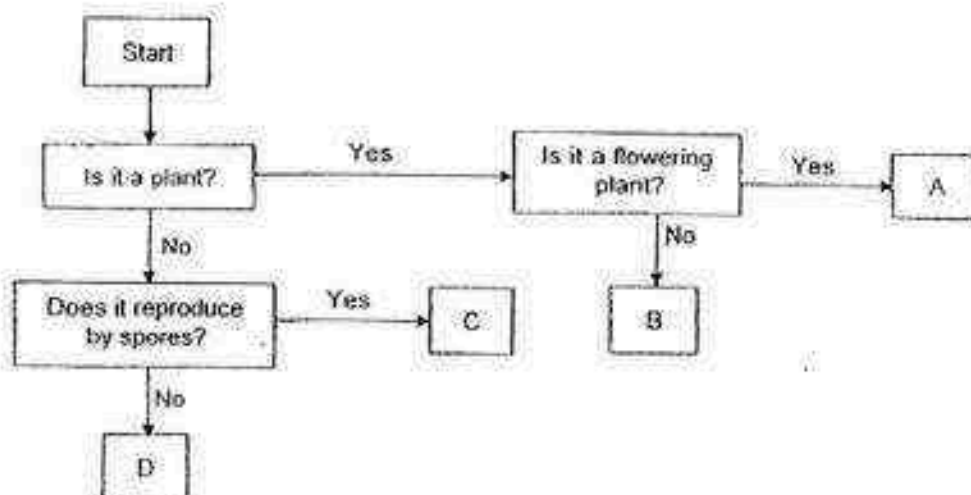 Start
Is it a plant?
Yes
Is it a flowering
plant?
Yes
A
No
No
Does it reproduce
by spores?
Yes
C
B
No
D